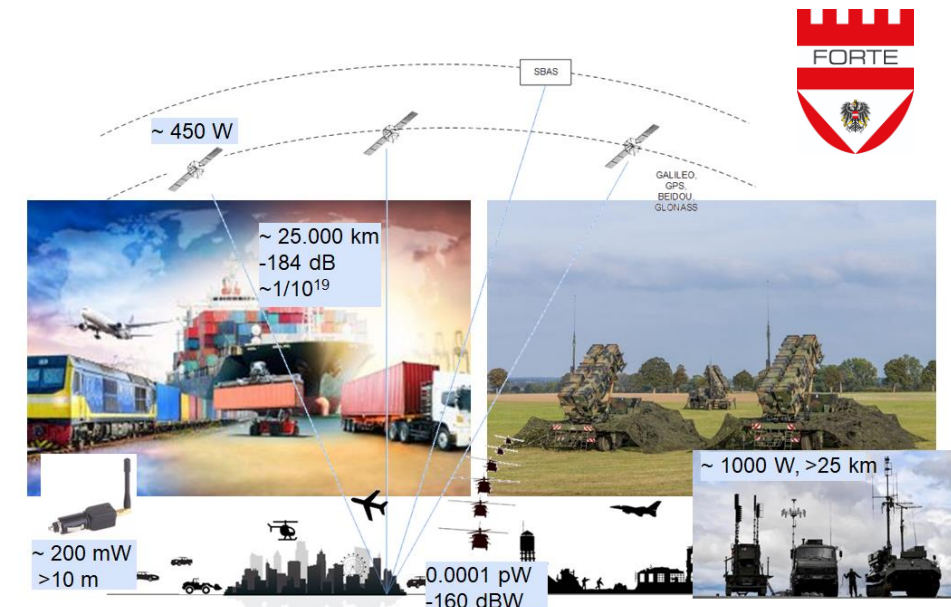 FORTE
SBAS
~ 450 W
GALILEO,
GPS,
BEIDOU,
GLONASS
~ 25.000 km
-184 dB
~1/10¹⁹
~ 1000 W, >25 km
~ 200 mW
>10 m
0.0001 pW
-160 dBW